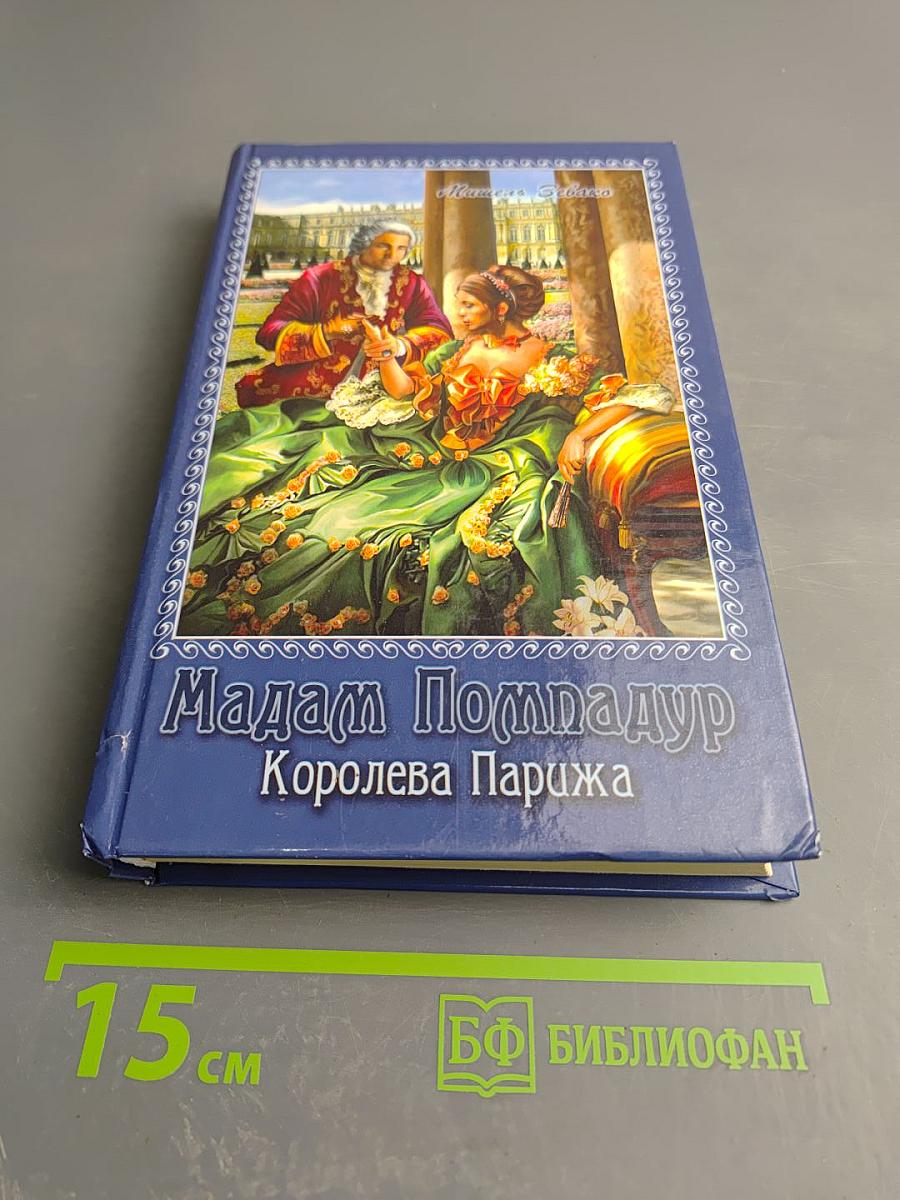 Мишель Зевако
Мадам Помпадур
Королева Парижа
15 см
БФ БИБЛИОФАН